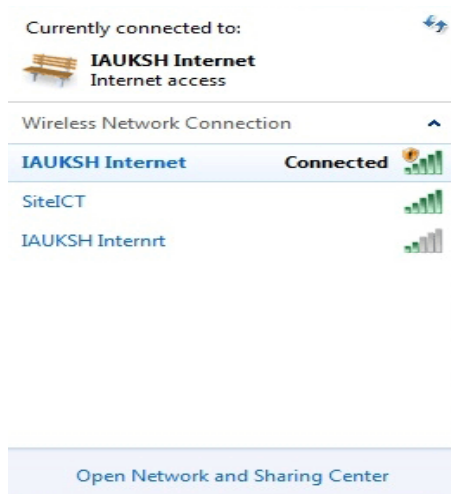 Currently connected to:
IAUKSH Internet
Internet access
Wireless Network Connection
IAUKSH Internet Connected
SiteICT
IAUKSH Internrt
Open Network and Sharing Center